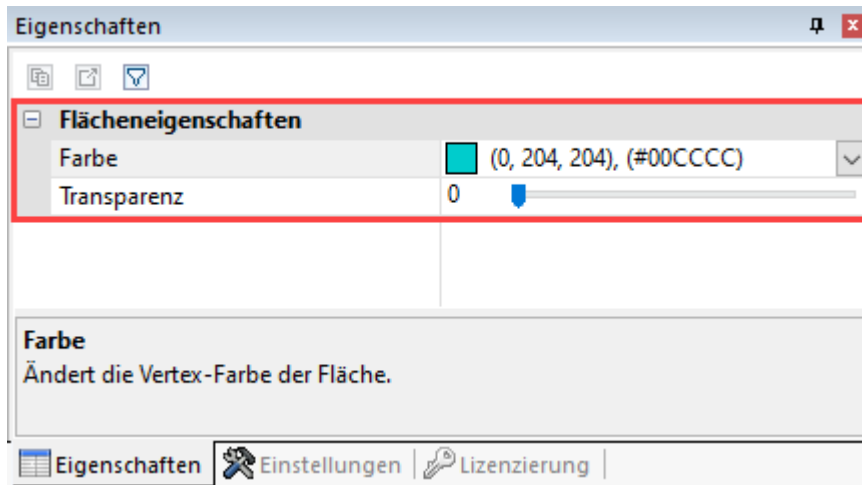 Eigenschaften
Flächeneigenschaften
Farbe (0, 204, 204), (#00CCCC)
Transparenz 0
Farbe
Ändert die Vertex-Farbe der Fläche.
Eigenschaften Einstellungen Lizenzierung